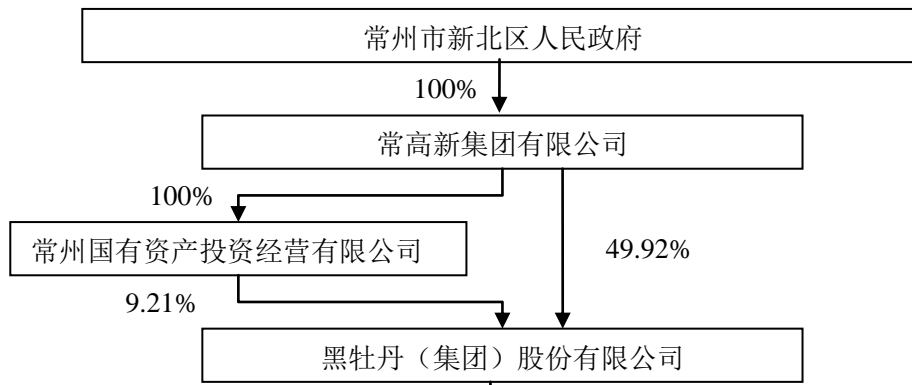 常州市新北区人民政府
100%
常高新集团有限公司
100%
常州国有资产投资经营有限公司
49.92%
9.21%
黑牡丹（集团）股份有限公司